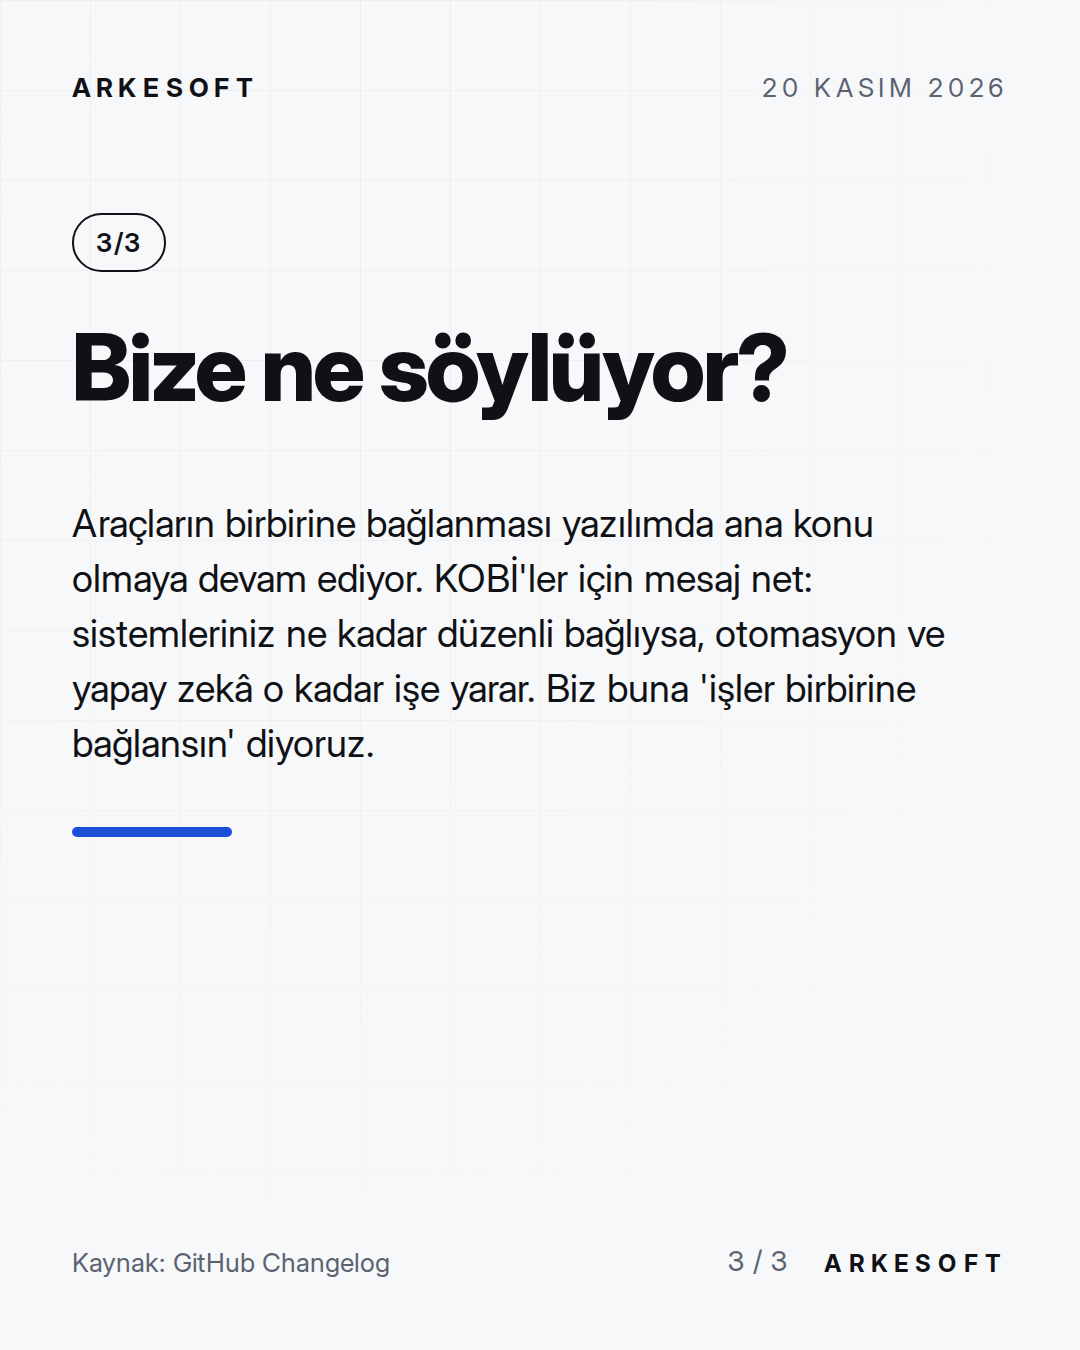 ARKESOFT
20 KASIM 2026
3/3
Bize ne söylüyor?
Araçların birbirine bağlanması yazılımda ana konu
olmaya devam ediyor. KOBİ'ler için mesaj net:
sistemleriniz ne kadar düzenli bağlıysa, otomasyon ve
yapay zekâ o kadar işe yarar. Biz buna 'işler birbirine
bağlansın' diyoruz.
Kaynak: GitHub Changelog
3 / 3
ARKESOFT